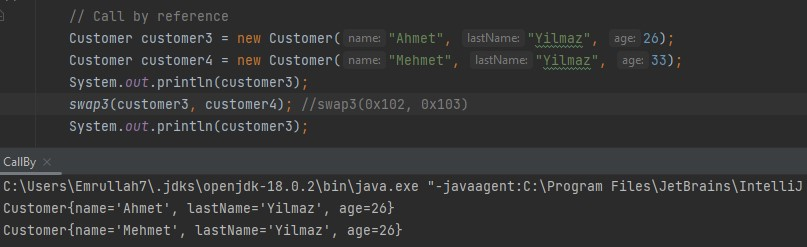 // Call by reference
Customer customer3 = new Customer( name: "Ahmet", lastName: "Yilmaz", age: 26);
Customer customer4 = new Customer( name: "Mehmet", lastName: "Yilmaz", age: 33);
System.out.println(customer3);
swap3(customer3, customer4); //swap3(0x102, 0x103)
System.out.println(customer3);
CallBy ×
C:\Users\Emrullah7\.jdks\openjdk-18.0.2\bin\java.exe "-javaagent:C:\Program Files\JetBrains\IntelliJ
Customer{name='Ahmet', lastName='Yilmaz', age=26}
Customer{name='Mehmet', lastName='Yilmaz', age=26}